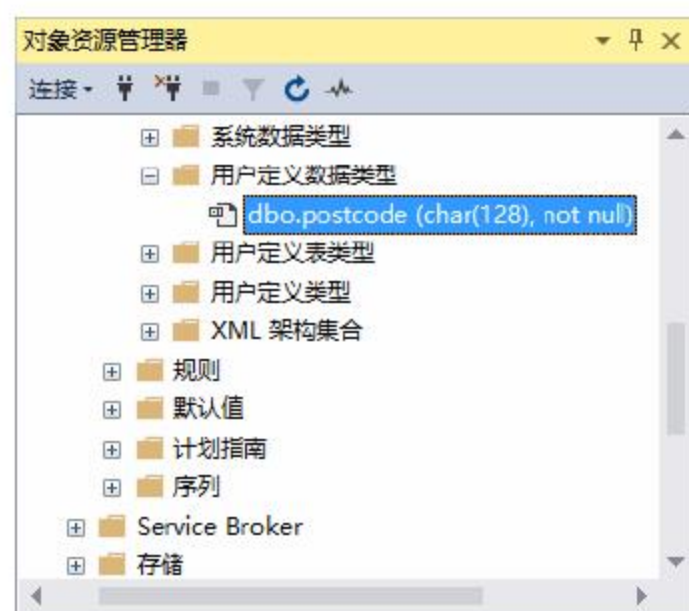 对象资源管理器
连接
系统数据类型
用户定义数据类型
dbo.postcode (char(128), not null)
用户定义表类型
用户定义类型
XML 架构集合
规则
默认值
计划指南
序列
Service Broker
存储